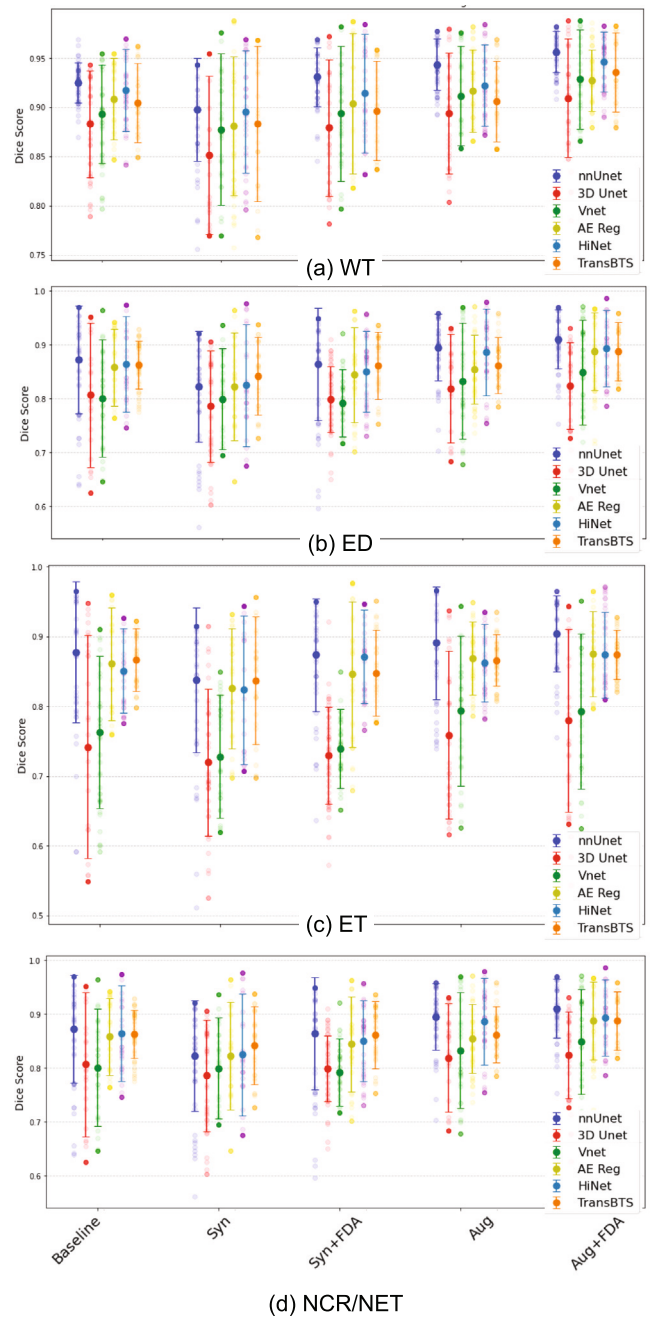 0.95
0.90
0.85
0.80
0.75
Dice Score
nnUnet
3D Unet
Vnet
AE Reg
HiNet
TransBTS
(a) WT
1.0
0.9
0.8
0.7
0.6
Dice Score
nnUnet
3D Unet
Vnet
AE Reg
HiNet
TransBTS
(b) ED
1.0
0.9
0.8
0.7
0.6
0.5
Dice Score
nnUnet
3D Unet
Vnet
AE Reg
HiNet
TransBTS
(c) ET
1.0
0.9
0.8
0.7
0.6
Dice Score
nnUnet
3D Unet
Vnet
AE Reg
HiNet
TransBTS
Baseline
Syn
Syn+FDA
Aug
Aug+FDA
(d) NCR/NET